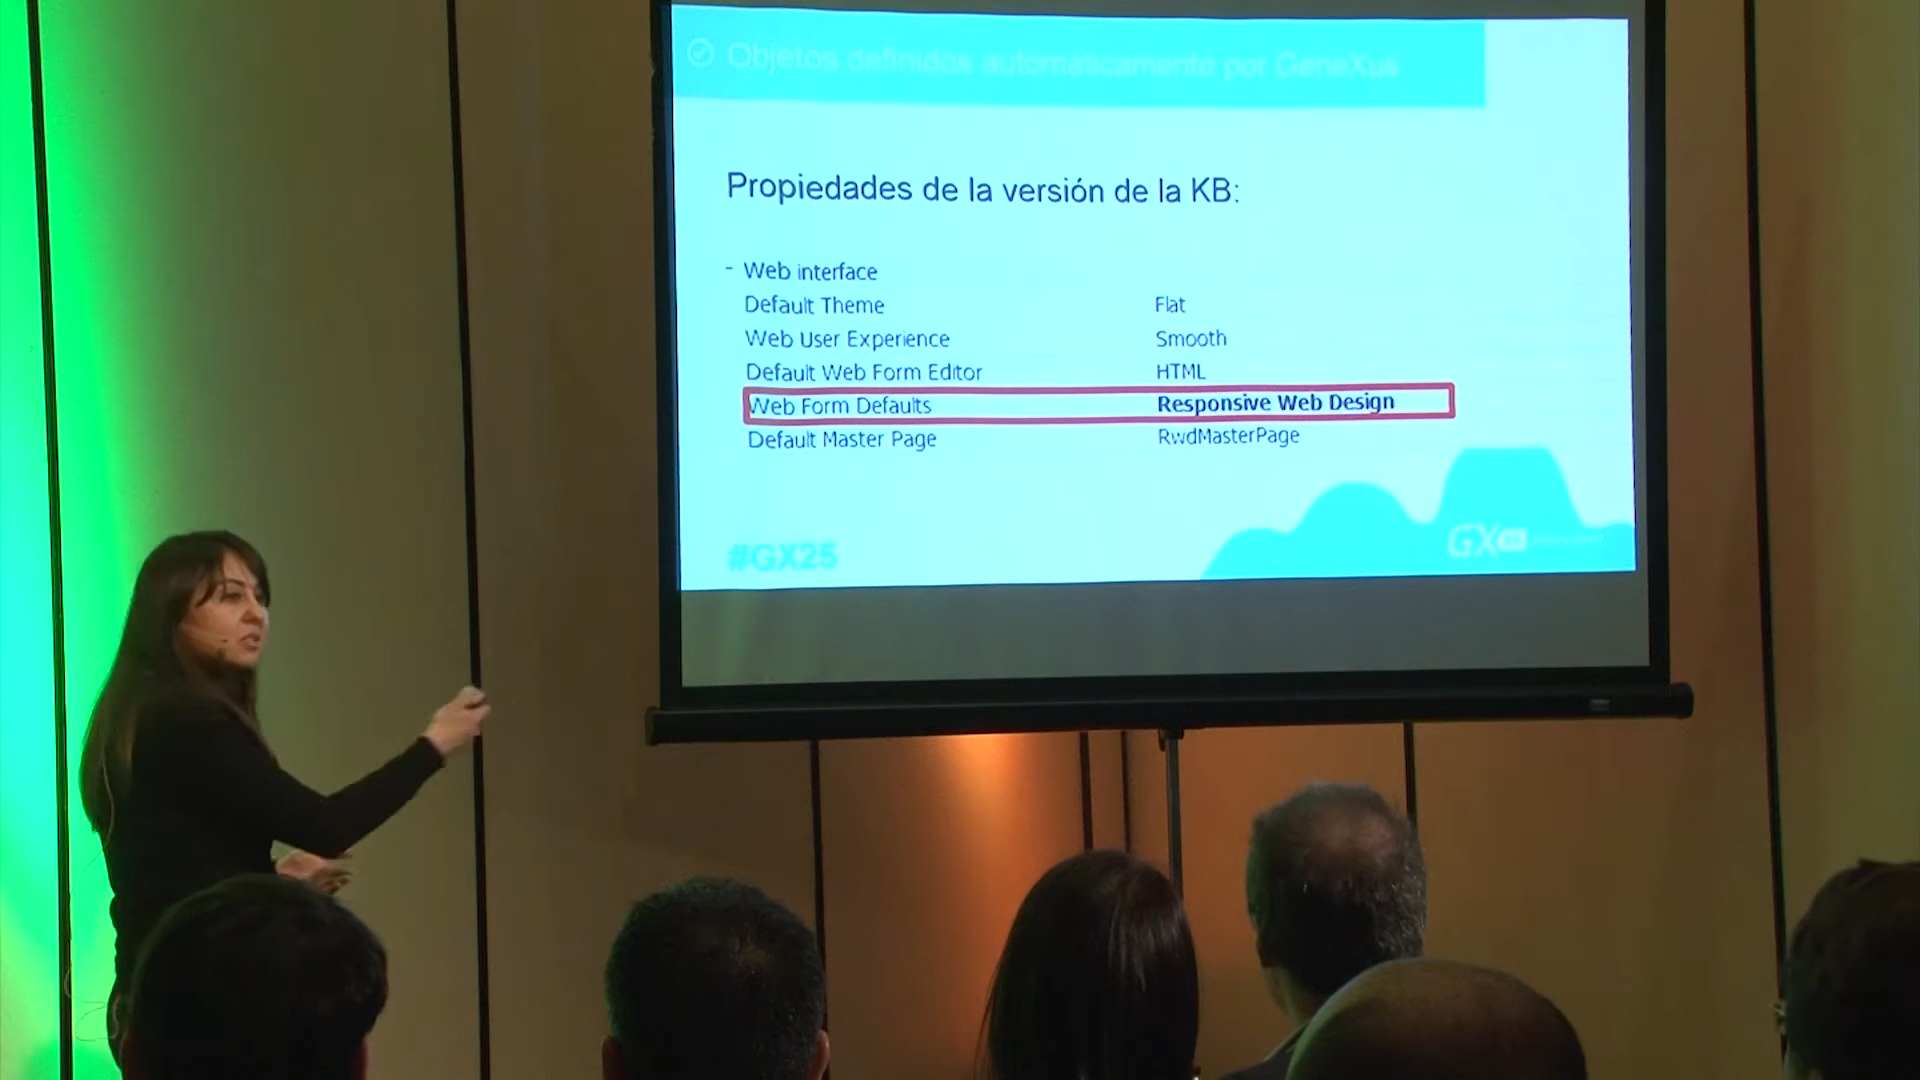 Objetos definidos automáticamente por GeneXus
Propiedades de la versión de la KB:
- Web interface
Default Theme Flat
Web User Experience Smooth
Default Web Form Editor HTML
Web Form Defaults Responsive Web Design
Default Master Page RwdMasterPage
#GX25
GX